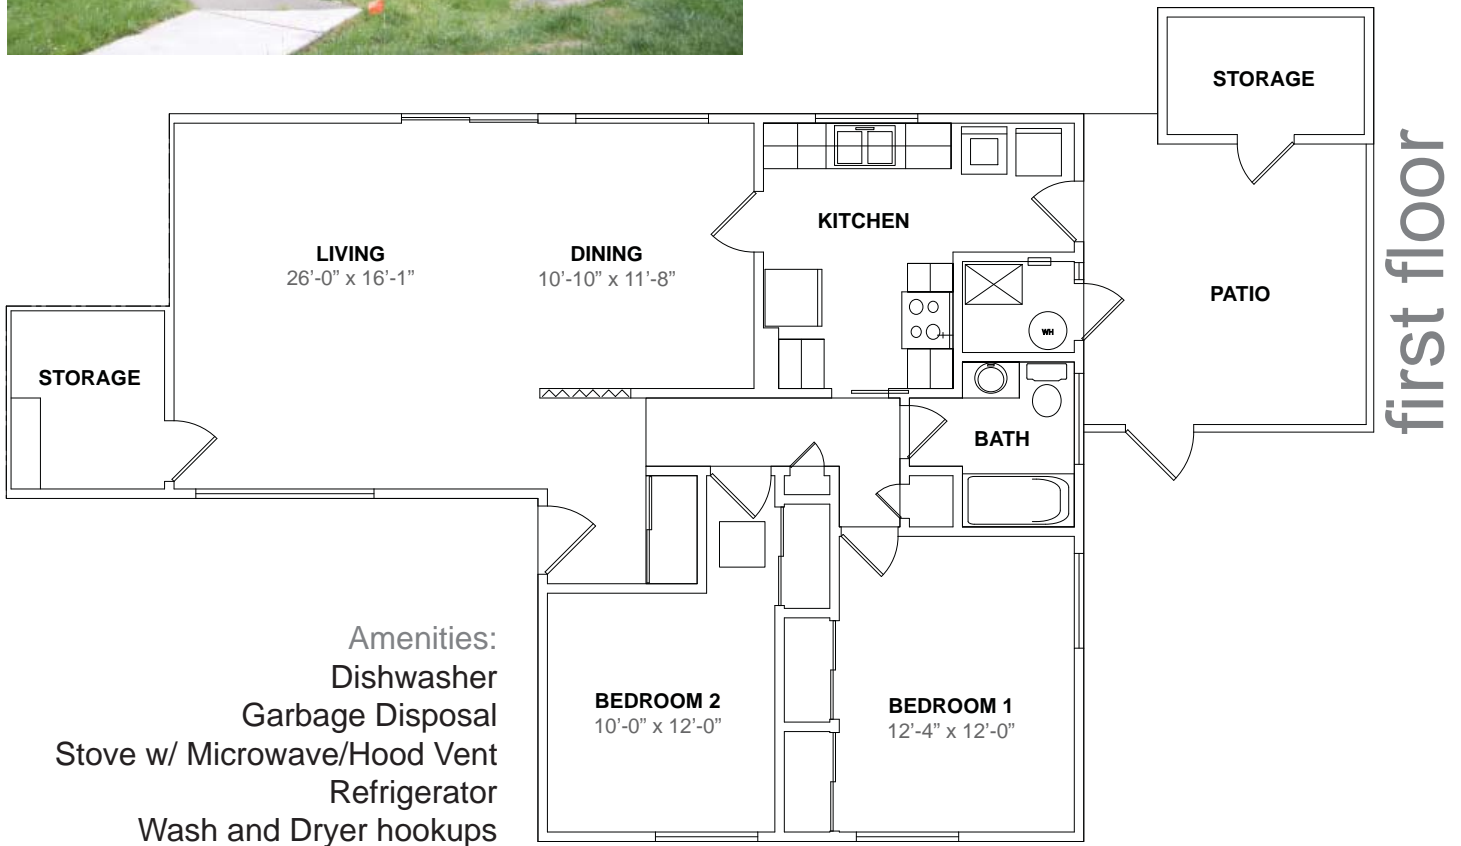 STORAGE
first floor
KITCHEN
LIVING
26’-0” x 16’-1”
DINING
10’-10” x 11’-8”
PATIO
WH
STORAGE
BATH
Amenities:
Dishwasher
Garbage Disposal
Stove w/ Microwave/Hood Vent
Refrigerator
Wash and Dryer hookups
BEDROOM 2
10’-0” x 12’-0”
BEDROOM 1
12’-4” x 12’-0”